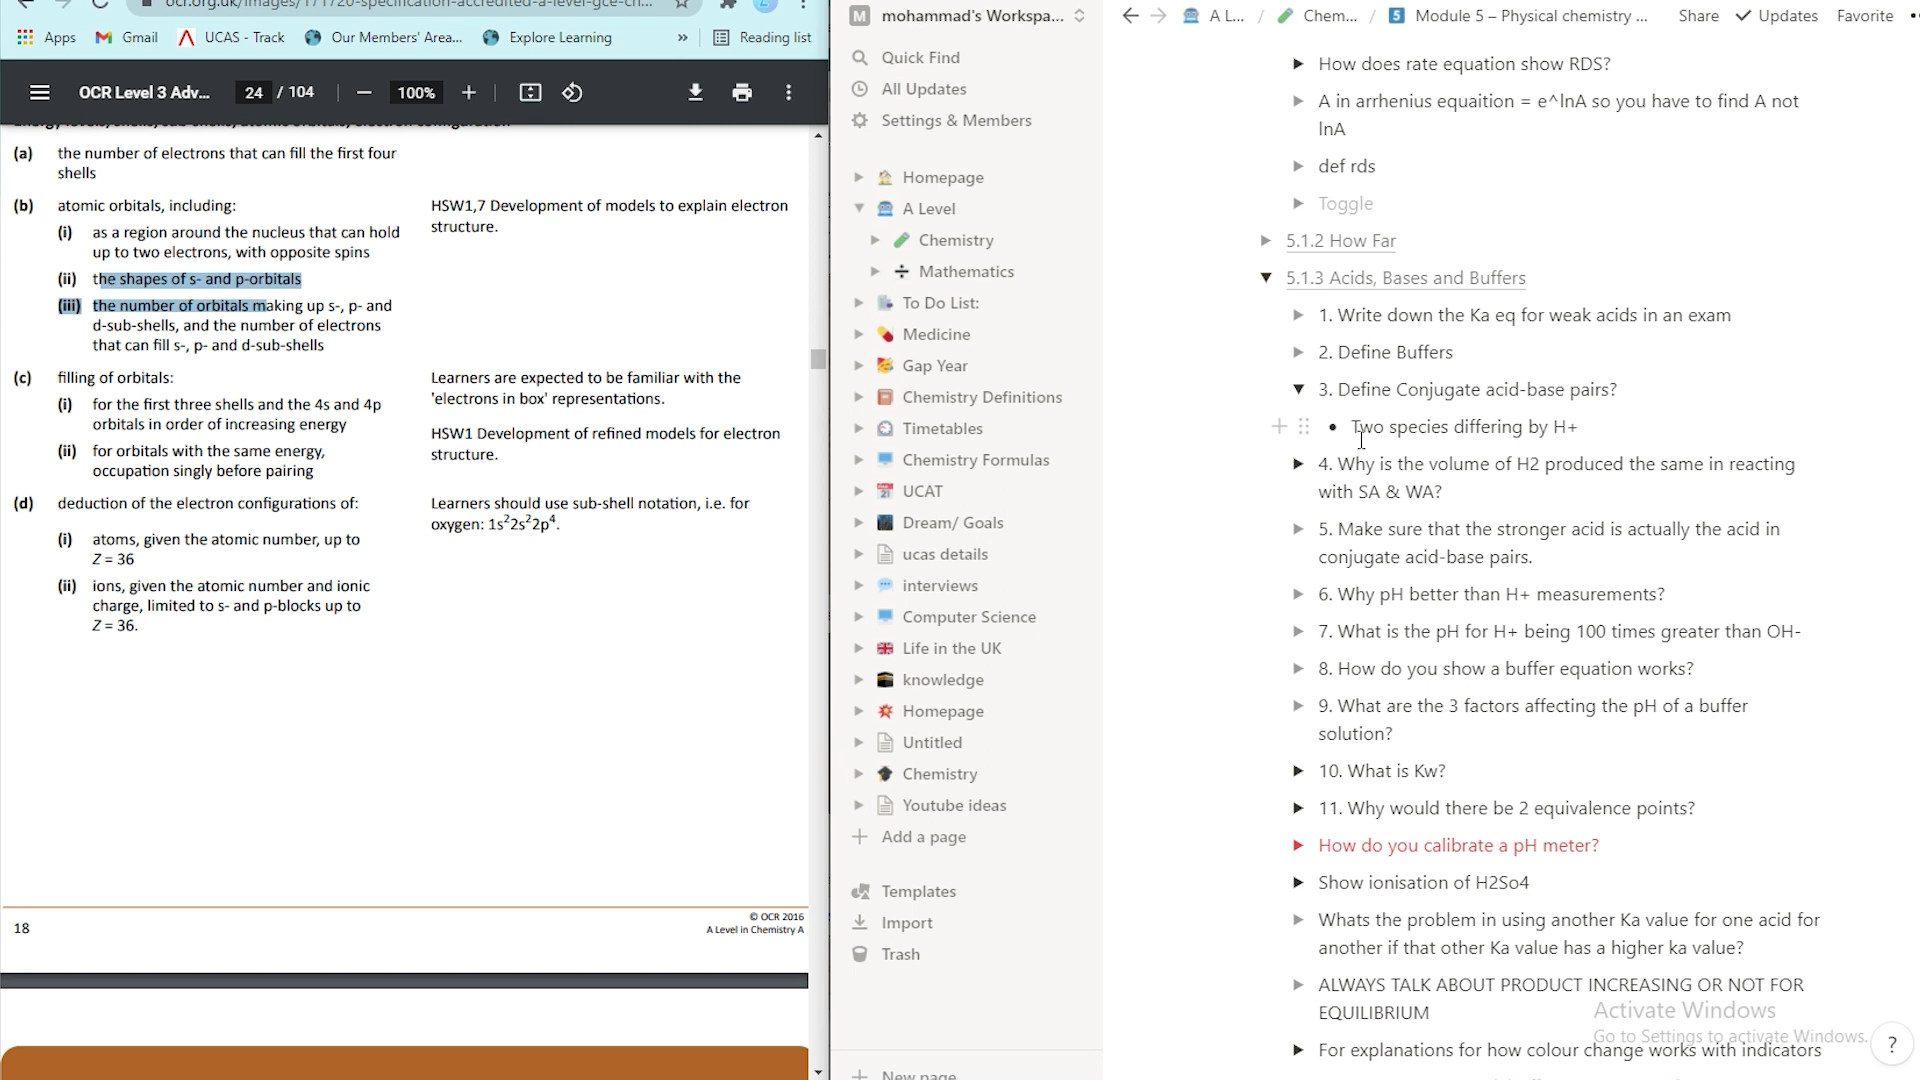 ocr.org.uk/Images/171720-specification-accredited-a-level-gce-ch...
Apps
Gmail
UCAS - Track
Our Members' Area...
Explore Learning
»
Reading list
OCR Level 3 Adv...
24 / 104
100%
(a) the number of electrons that can fill the first four
shells
(b) atomic orbitals, including:
HSW1,7 Development of models to explain electron
structure.
(i) as a region around the nucleus that can hold
up to two electrons, with opposite spins
(ii) the shapes of s- and p-orbitals
(iii) the number of orbitals making up s-, p- and
d-sub-shells, and the number of electrons
that can fill s-, p- and d-sub-shells
(c) filling of orbitals:
Learners are expected to be familiar with the
'electrons in box' representations.
(i) for the first three shells and the 4s and 4p
orbitals in order of increasing energy
HSW1 Development of refined models for electron
structure.
(ii) for orbitals with the same energy,
occupation singly before pairing
(d) deduction of the electron configurations of:
Learners should use sub-shell notation, i.e. for
oxygen: 1s²2s²2p⁴.
(i) atoms, given the atomic number, up to
Z = 36
(ii) ions, given the atomic number and ionic
charge, limited to s- and p-blocks up to
Z = 36.
© OCR 2016
18
A Level in Chemistry A
M mohammad's Workspa...
Quick Find
All Updates
Settings & Members
Homepage
A Level
Chemistry
Mathematics
To Do List:
Medicine
Gap Year
Chemistry Definitions
Timetables
Chemistry Formulas
UCAT
Dream/ Goals
ucas details
interviews
Computer Science
Life in the UK
knowledge
Homepage
Untitled
Chemistry
Youtube ideas
Add a page
Templates
Import
Trash
New page
A L... / Chem... / 5 Module 5 – Physical chemistry ...
Share
Updates
Favorite
How does rate equation show RDS?
A in arrhenius equaition = e^lnA so you have to find A not
lnA
def rds
Toggle
5.1.2 How Far
5.1.3 Acids, Bases and Buffers
1. Write down the Ka eq for weak acids in an exam
2. Define Buffers
3. Define Conjugate acid-base pairs?
Two species differing by H+
4. Why is the volume of H2 produced the same in reacting
with SA & WA?
5. Make sure that the stronger acid is actually the acid in
conjugate acid-base pairs.
6. Why pH better than H+ measurements?
7. What is the pH for H+ being 100 times greater than OH-
8. How do you show a buffer equation works?
9. What are the 3 factors affecting the pH of a buffer
solution?
10. What is Kw?
11. Why would there be 2 equivalence points?
How do you calibrate a pH meter?
Show ionisation of H2So4
Whats the problem in using another Ka value for one acid for
another if that other Ka value has a higher ka value?
ALWAYS TALK ABOUT PRODUCT INCREASING OR NOT FOR
EQUILIBRIUM
Activate Windows
Go to Settings to activate Windows.
For explanations for how colour change works with indicators
?